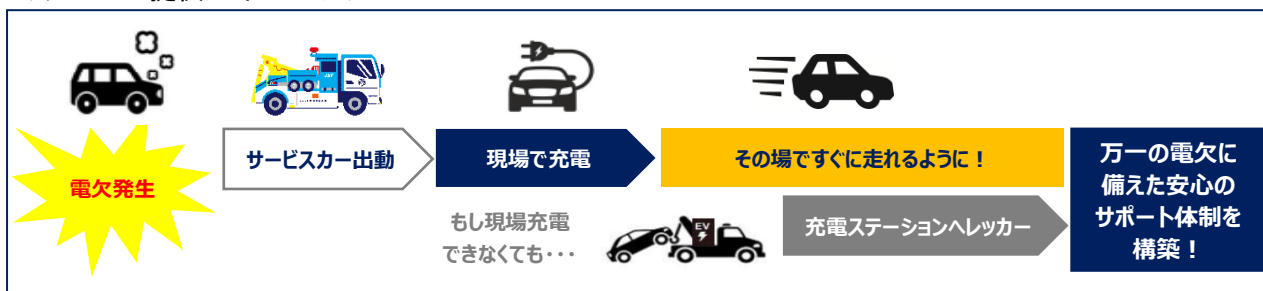 電欠発生
サービスカー出動
現場で充電
その場ですぐに走れるように！
もし現場充電
できなくても・・・
EV
充電ステーションへレッカー
万一の電欠に
備えた安心の
サポート体制を
構築！